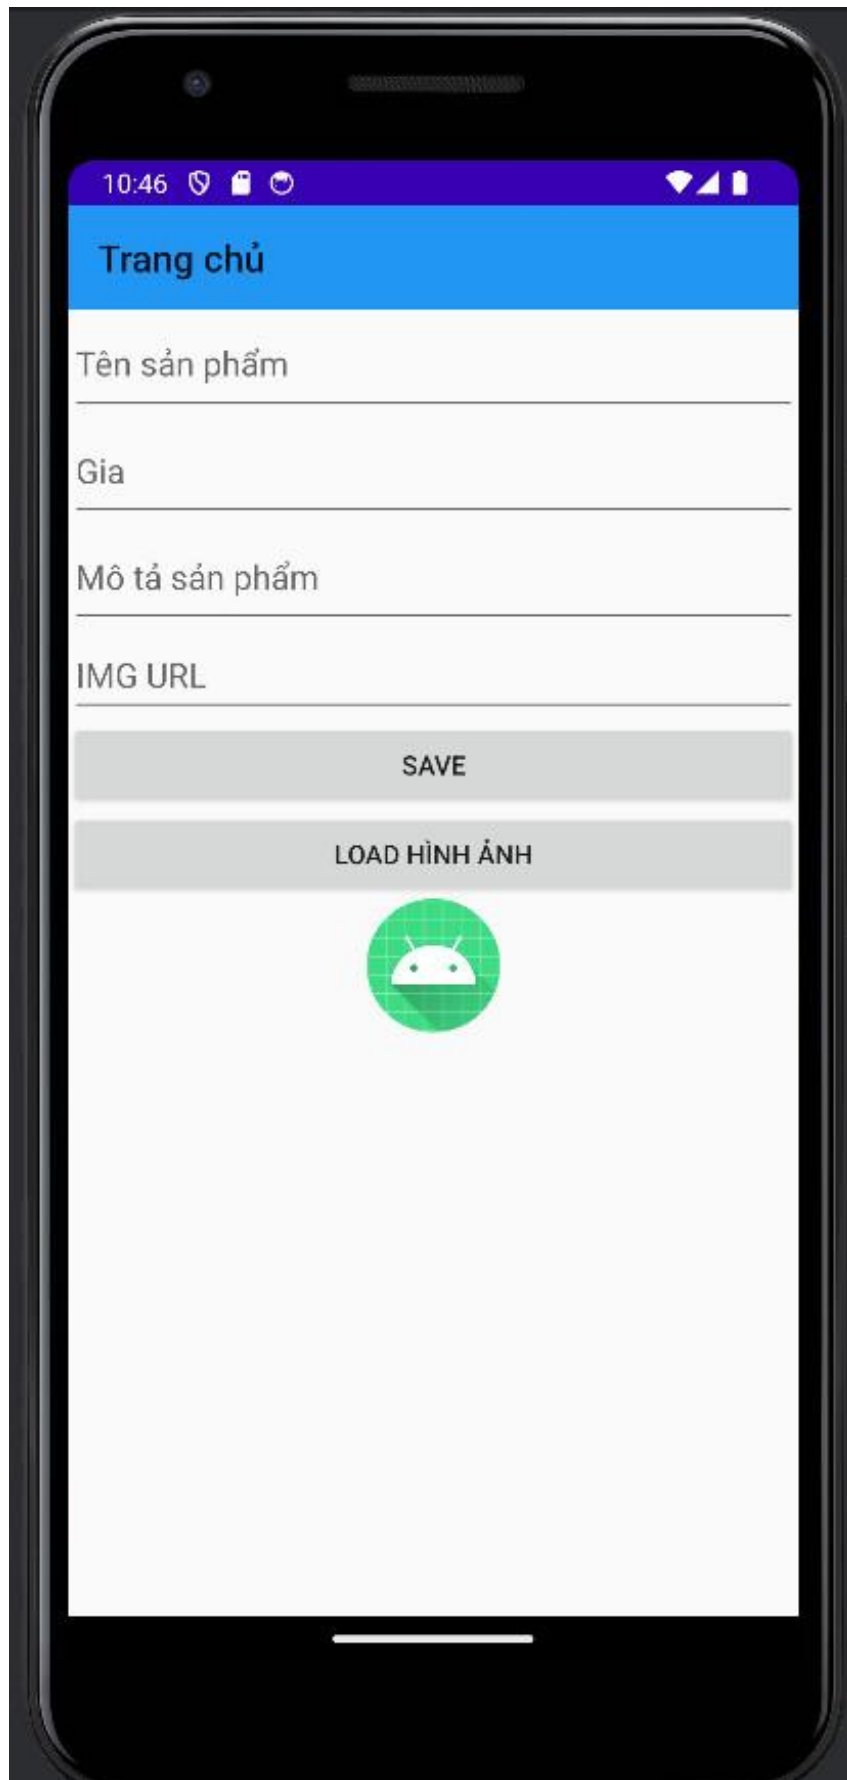 10:46
Trang chủ
Tên sản phẩm
Gia
Mô tả sản phẩm
IMG URL
SAVE
LOAD HÌNH ẢNH